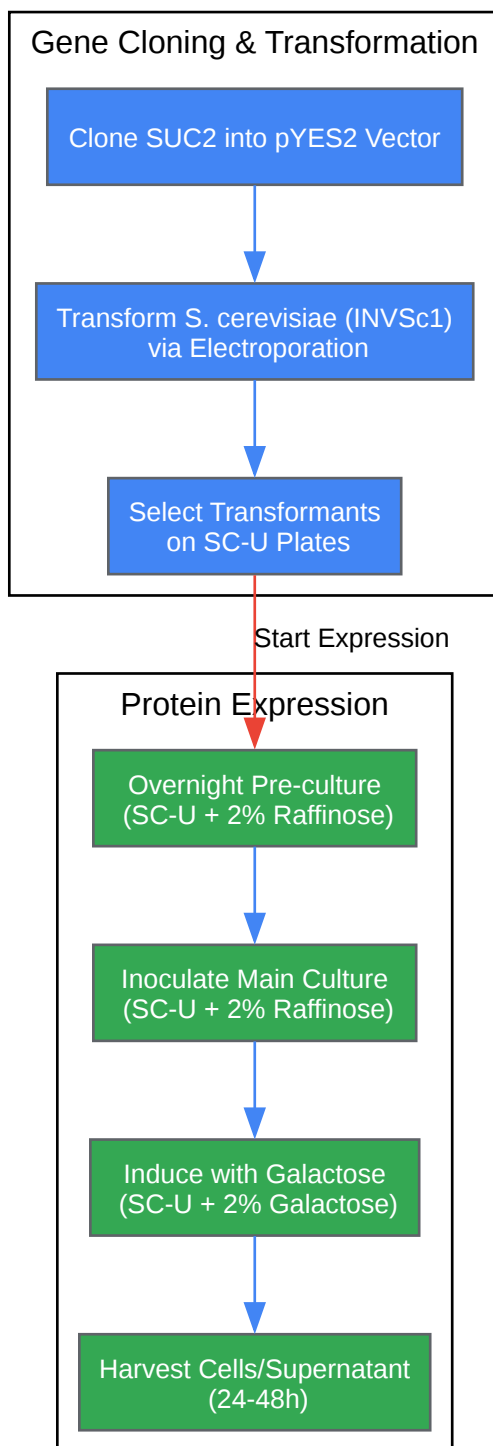 Gene Cloning & Transformation
Clone SUC2 into pYES2 Vector
Transform S. cerevisiae (INVSc1)
via Electroporation
Select Transformants
on SC-U Plates
Start Expression
Protein Expression
Overnight Pre-culture
(SC-U + 2% Raffinose)
Inoculate Main Culture
(SC-U + 2% Raffinose)
Induce with Galactose
(SC-U + 2% Galactose)
Harvest Cells/Supernatant
(24-48h)